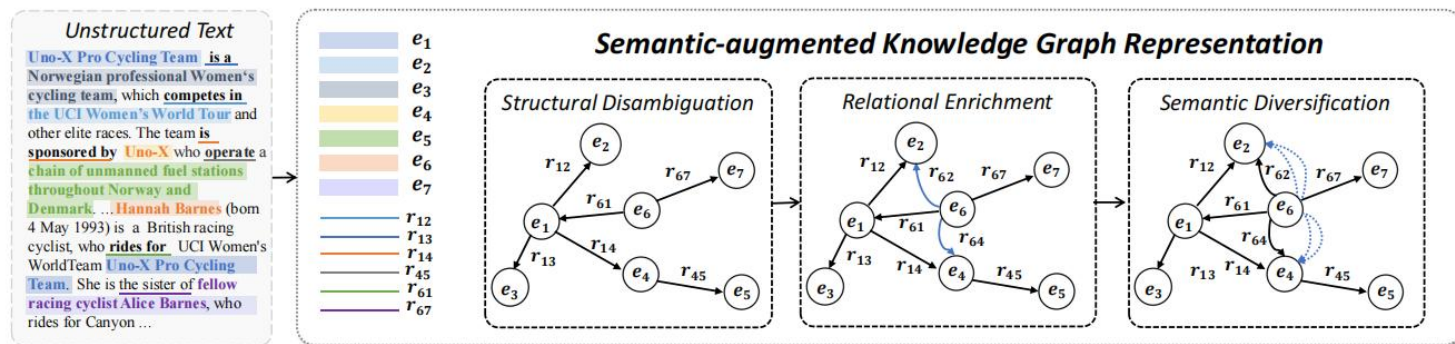 Unstructured Text
Uno-X Pro Cycling Team is a
Norwegian professional Women's
cycling team, which competes in
the UCI Women's World Tour and
other elite races. The team is
sponsored by Uno-X who operate a
chain of unmanned fuel stations
throughout Norway and
Denmark. ...Hannah Barnes (born
4 May 1993) is a British racing
cyclist, who rides for UCI Women's
WorldTeam Uno-X Pro Cycling
Team. She is the sister of fellow
racing cyclist Alice Barnes, who
rides for Canyon ...
e1
e2
e3
e4
e5
e6
e7
r12
r13
r14
r45
r61
r67
Semantic-augmented Knowledge Graph Representation
Structural Disambiguation
e2
r12
r67
e7
r61
e6
e1
r14
r13
e4
r45
e3
e5
Relational Enrichment
e2
r12
r62
r67
e7
e6
e1
r61
r64
r13
r14
e4
r45
e3
e5
Semantic Diversification
e2
r12
r62
r67
e7
r61
e6
e1
r64
r13
r14
e4
r45
e3
e5